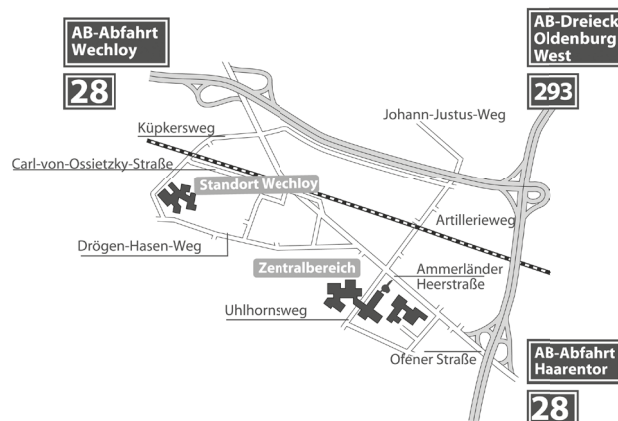 AB-Abfahrt
Wechloy
28
AB-Dreieck
Oldenburg
West
293
Johann-Justus-Weg
Küpkersweg
Carl-von-Ossietzky-Straße
Standort Wechloy
Artillerieweg
Drögen-Hasen-Weg
Zentralbereich
Ammerländer
Heerstraße
Uhlhornsweg
Ofener Straße
AB-Abfahrt
Haarentor
28